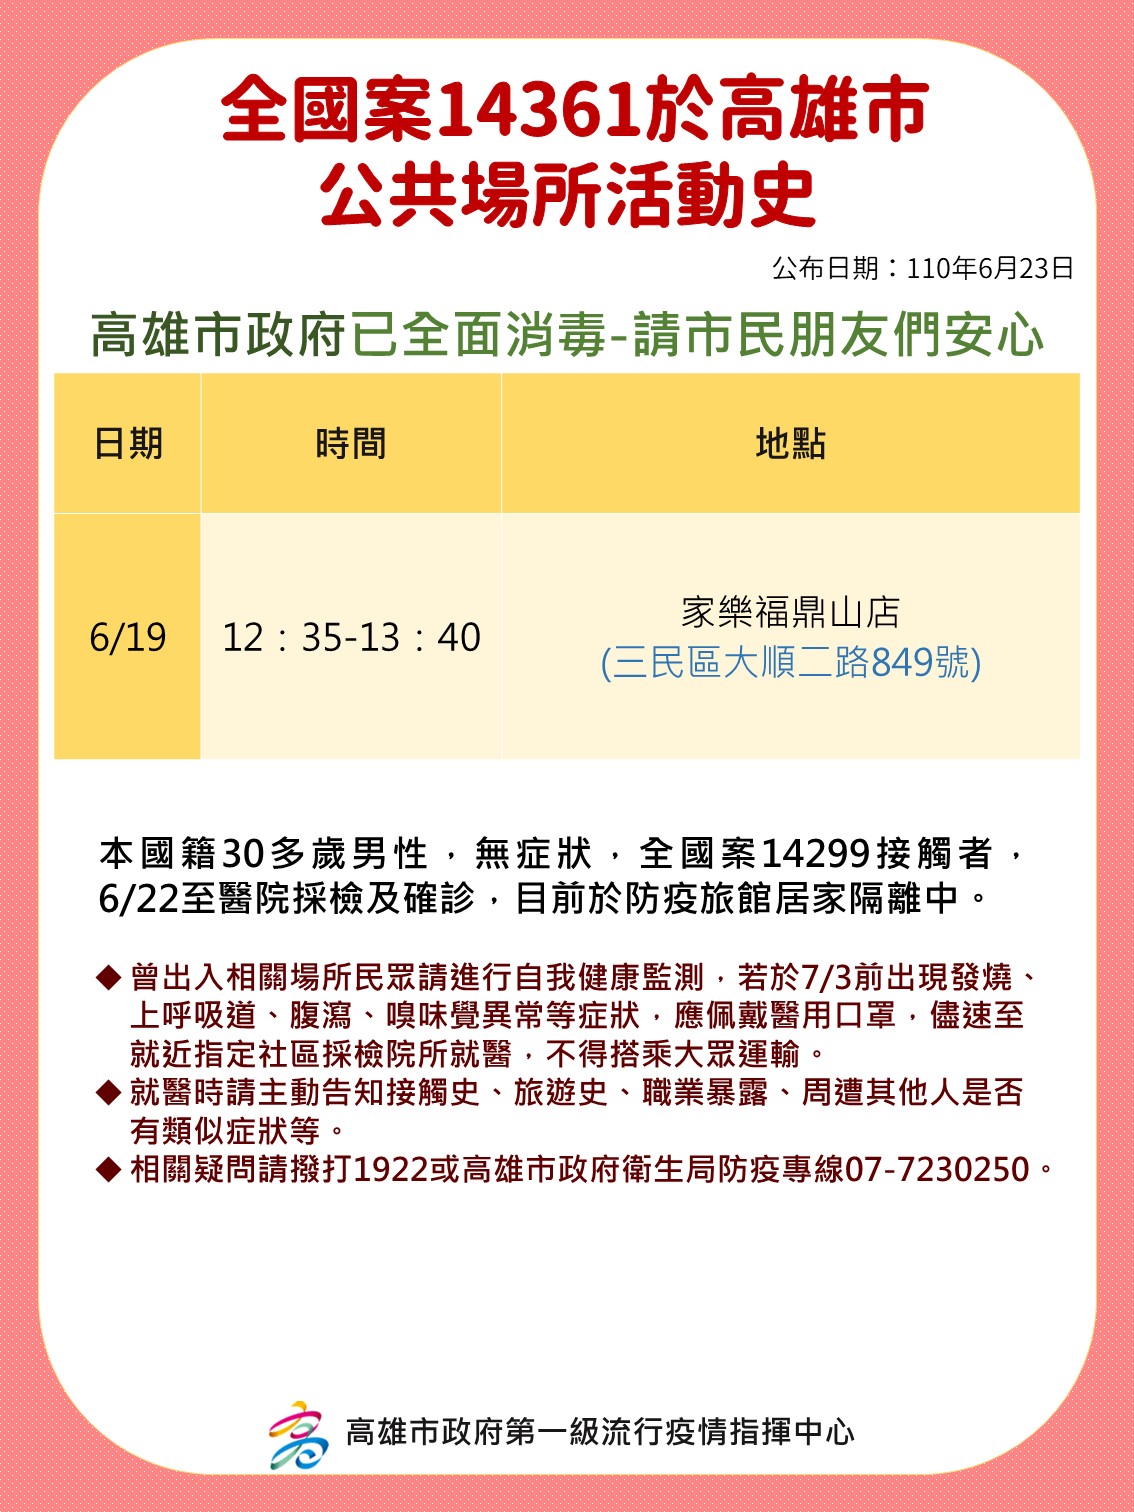 全國案14361於高雄市
公共場所活動史
公布日期：110年6月23日
高雄市政府已全面消毒-請市民朋友們安心
日期 時間 地點
家樂福鼎山店
6/19 12：35-13：40
(三民區大順二路849號)
本國籍30多歲男性，無症狀，全國案14299接觸者，
6/22至醫院採檢及確診，目前於防疫旅館居家隔離中。
◆曾出入相關場所民眾請進行自我健康監測，若於7/3前出現發燒、
上呼吸道、腹瀉、嗅味覺異常等症狀，應佩戴醫用口罩，儘速至
就近指定社區採檢院所就醫，不得搭乘大眾運輸。
◆就醫時請主動告知接觸史、旅遊史、職業暴露、周遭其他人是否
有類似症狀等。
◆相關疑問請撥打1922或高雄市政府衛生局防疫專線07-7230250。
高雄市政府第一級流行疫情指揮中心